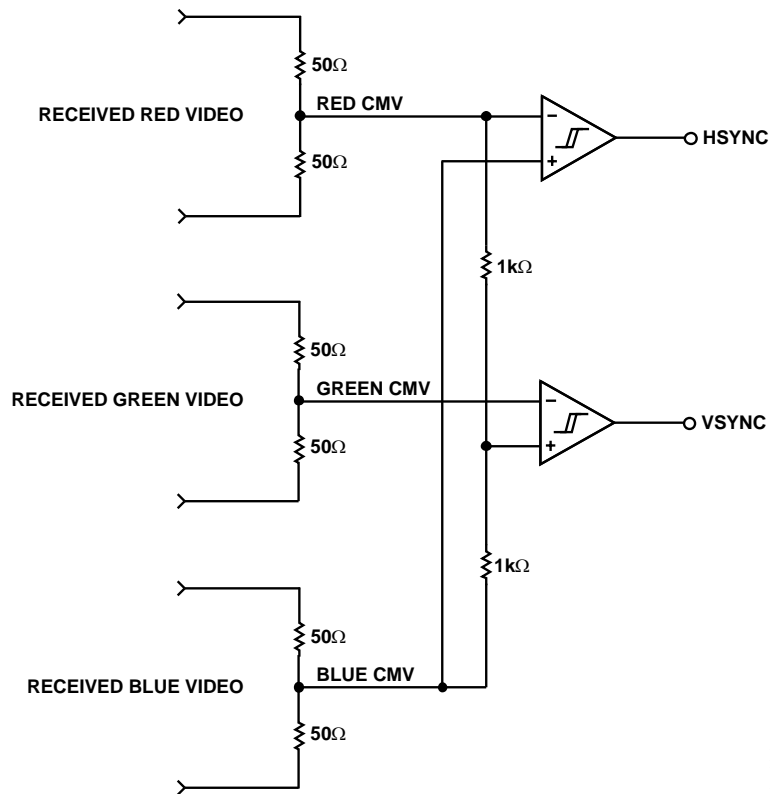 50Ω
RED CMV
RECEIVED RED VIDEO
−
HSYNC
50Ω
+
1kΩ
50Ω
GREEN CMV
RECEIVED GREEN VIDEO
−
VSYNC
50Ω
+
1kΩ
50Ω
BLUE CMV
RECEIVED BLUE VIDEO
50Ω